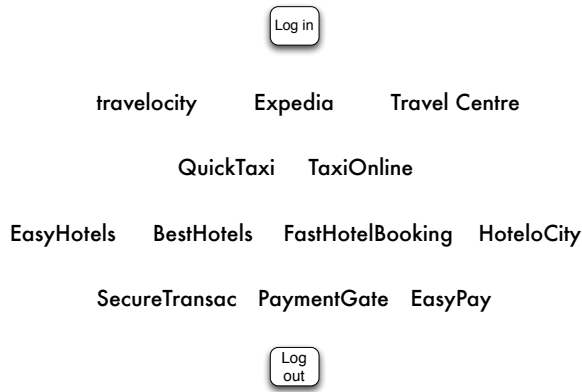 Log in
travelocity Expedia Travel Centre
QuickTaxi TaxiOnline
EasyHotels BestHotels FastHotelBooking HoteloCity
SecureTransac PaymentGate EasyPay
Log
out